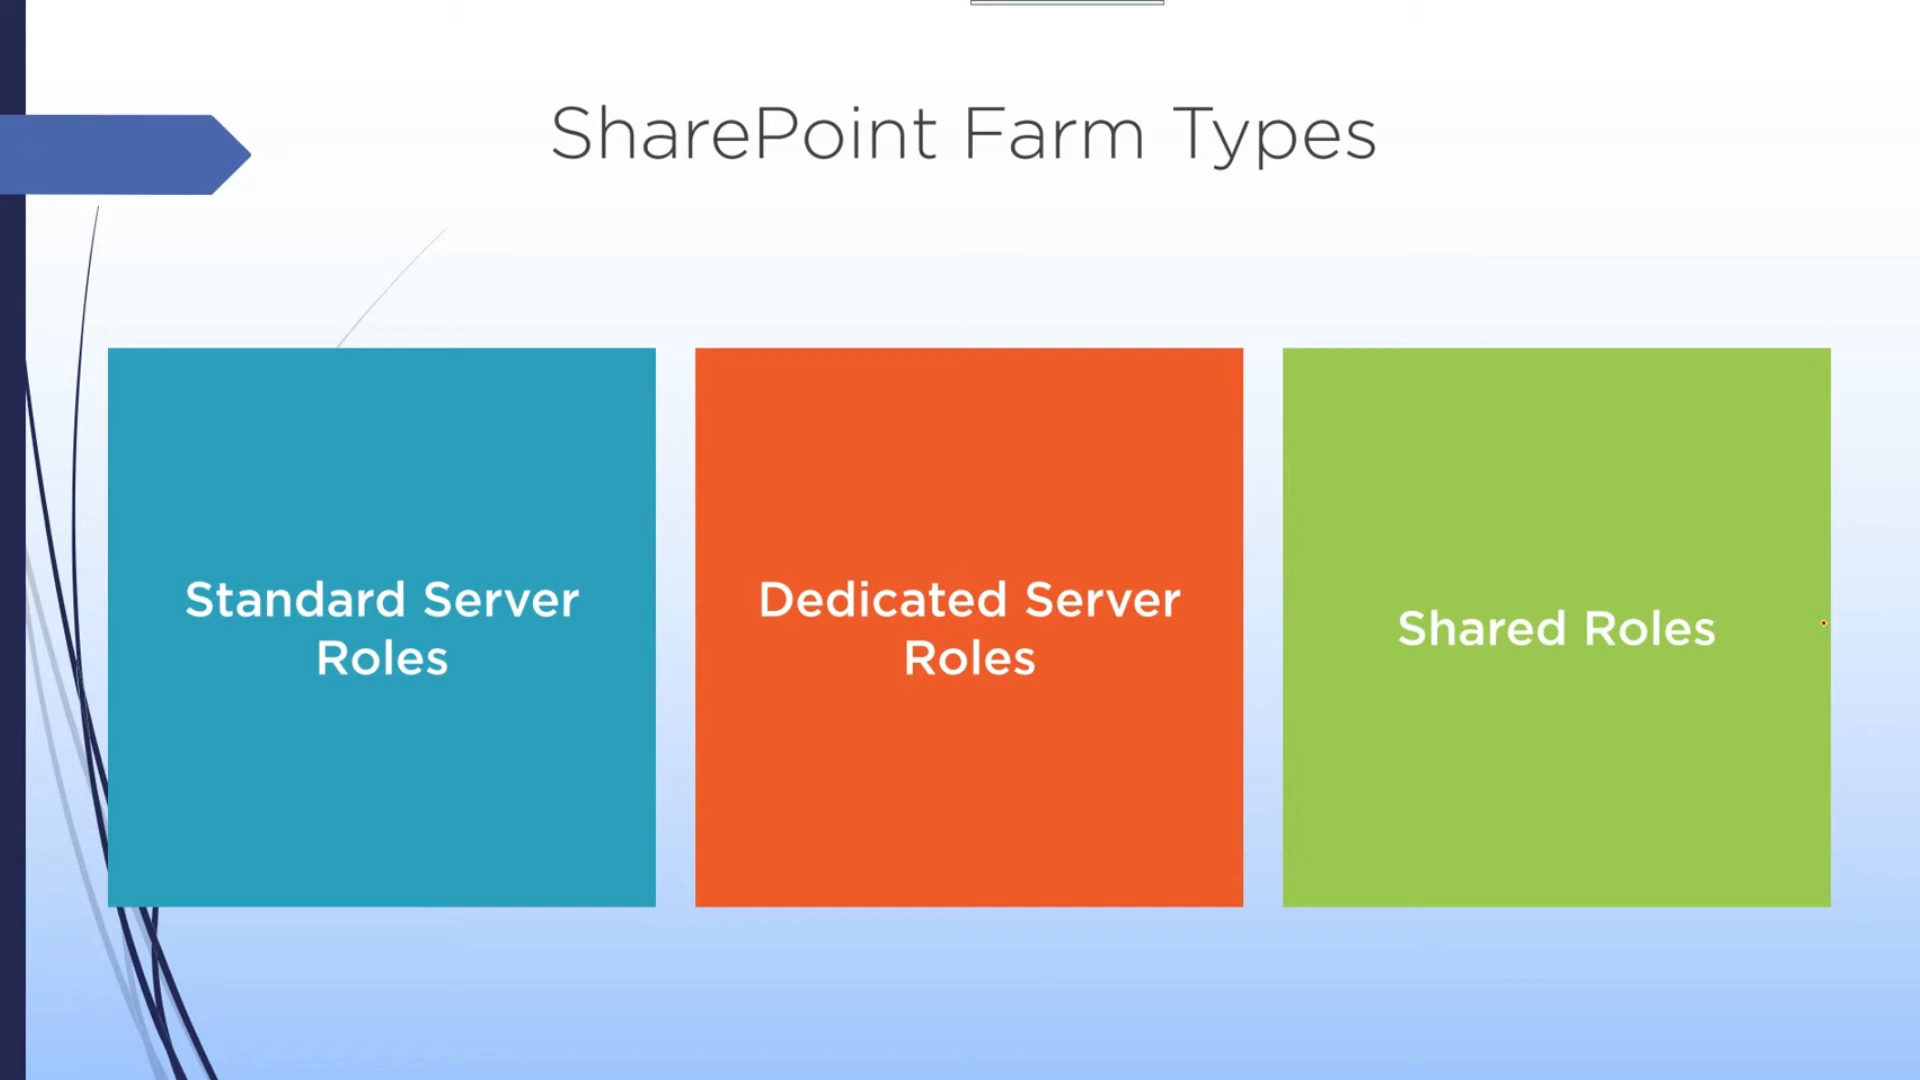 SharePoint Farm Types
Standard Server
Roles
Dedicated Server
Roles
Shared Roles